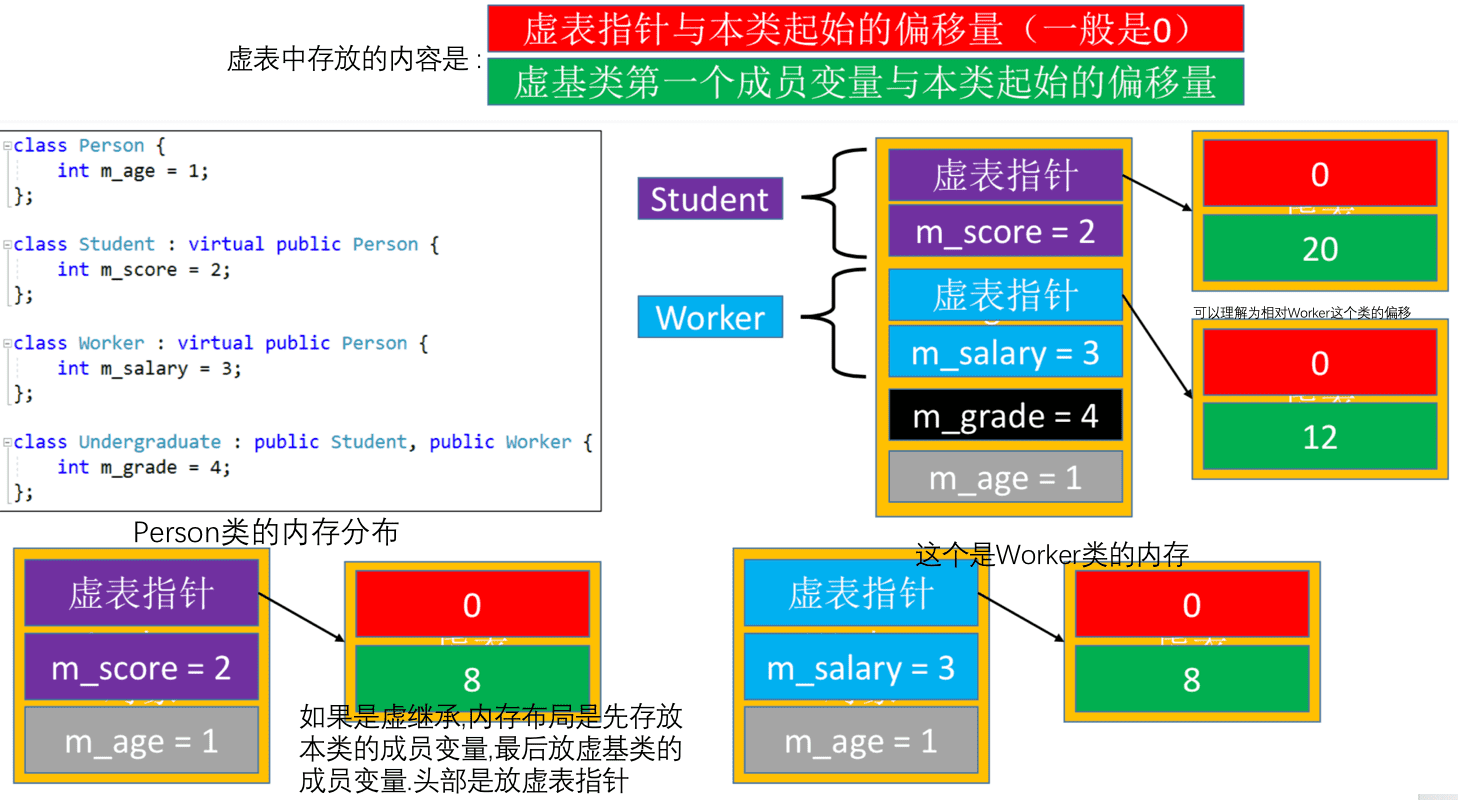 虚表中存放的内容是：
虚表指针与本类起始的偏移量（一般是0）
虚基类第一个成员变量与本类起始的偏移量
class Person {
int m_age = 1;
};
class Student : virtual public Person {
int m_score = 2;
};
class Worker : virtual public Person {
int m_salary = 3;
};
class Undergraduate : public Student, public Worker {
int m_grade = 4;
};
Student
Worker
虚表指针
m_score = 2
虚表指针
m_salary = 3
m_grade = 4
m_age = 1
0
20
可以理解为相对Worker这个类的偏移
0
12
Person类的内存分布
虚表指针
m_score = 2
m_age = 1
0
8
如果是虚继承,内存布局是先存放
本类的成员变量,最后放虚基类的
成员变量.头部是放虚表指针
这个是Worker类的内存
虚表指针
m_salary = 3
m_age = 1
0
8